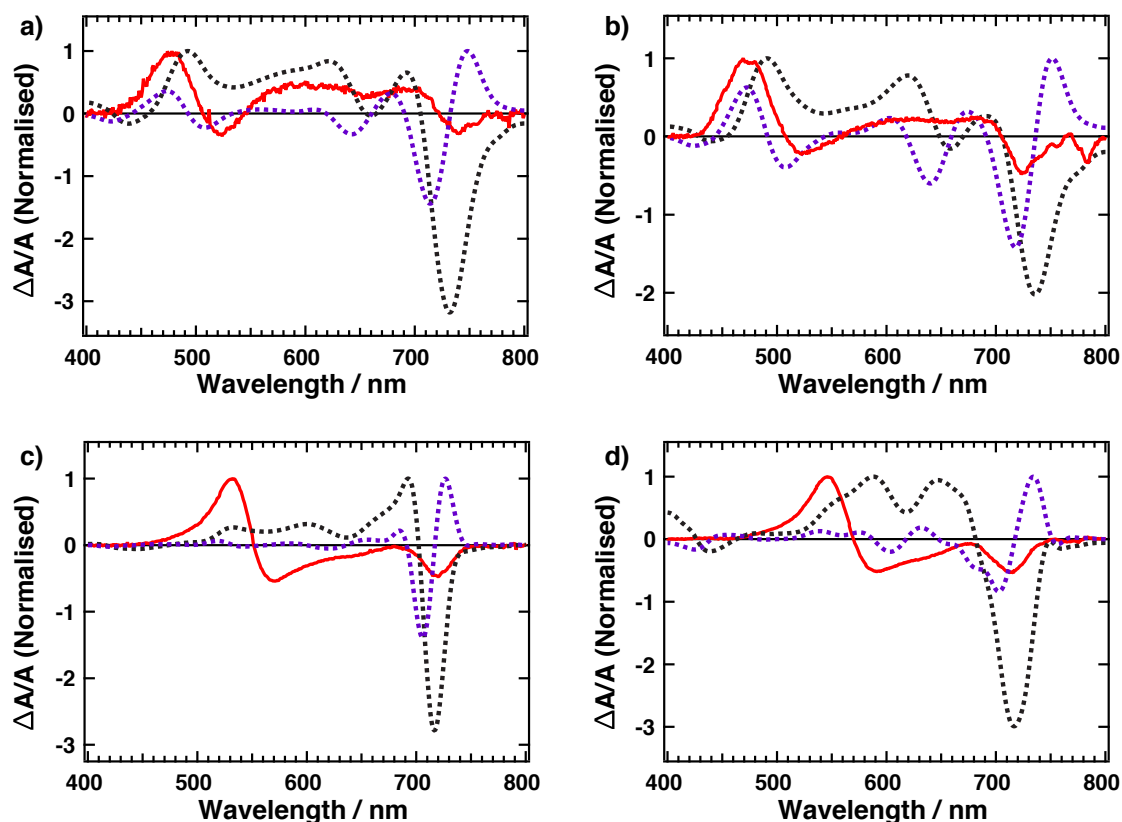 a)
ΔA/A (Normalised)
1
0
-1
-2
-3
400 500 600 700 800
Wavelength / nm
b)
ΔA/A (Normalised)
1
0
-1
-2
400 500 600 700 800
Wavelength / nm
c)
ΔA/A (Normalised)
1
0
-1
-2
-3
400 500 600 700 800
Wavelength / nm
d)
ΔA/A (Normalised)
1
0
-1
-2
-3
400 500 600 700 800
Wavelength / nm